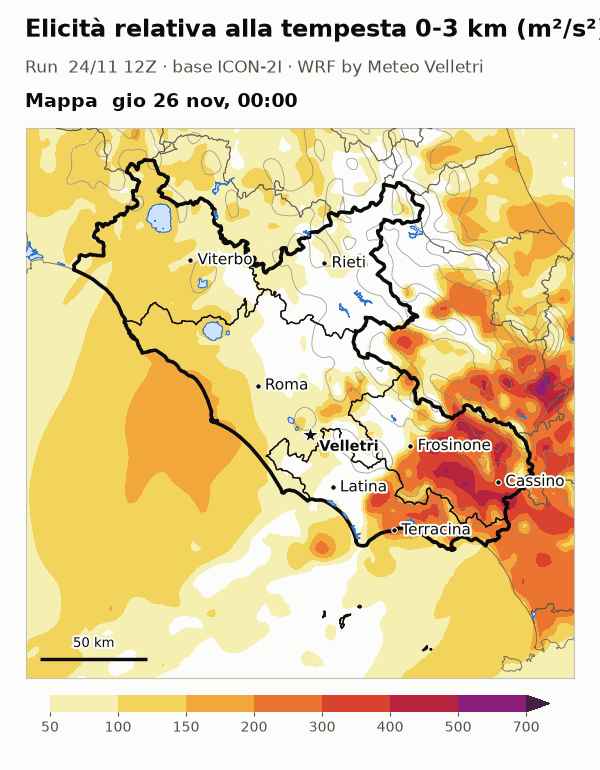 Elicità relativa alla tempesta 0-3 km (m²/s²)
Run 24/11 12Z · base ICON-2I · WRF by Meteo Velletri
Mappa gio 26 nov, 00:00
Viterbo
Rieti
Roma
Velletri
Frosinone
Latina
Cassino
Terracina
50 km
50 100 150 200 300 400 500 700